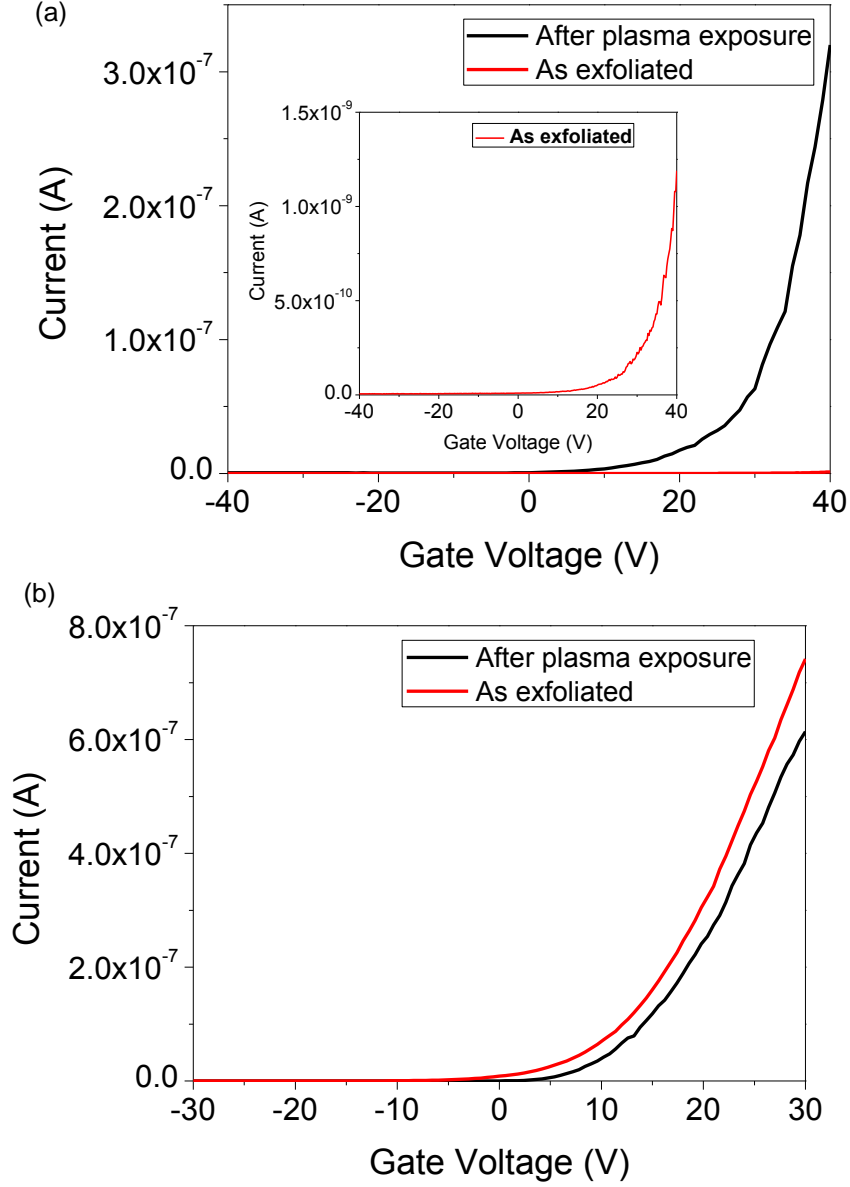 (a)
After plasma exposure
As exfoliated
3.0x10⁻⁷
2.0x10⁻⁷
1.0x10⁻⁷
0.0
Current (A)
1.5x10⁻⁹
1.0x10⁻⁹
5.0x10⁻¹⁰
0.0
Current (A)
As exfoliated
-40 -20 0 20 40
Gate Voltage (V)
-40 -20 0 20 40
Gate Voltage (V)
(b)
8.0x10⁻⁷
6.0x10⁻⁷
4.0x10⁻⁷
2.0x10⁻⁷
0.0
Current (A)
After plasma exposure
As exfoliated
-30 -20 -10 0 10 20 30
Gate Voltage (V)